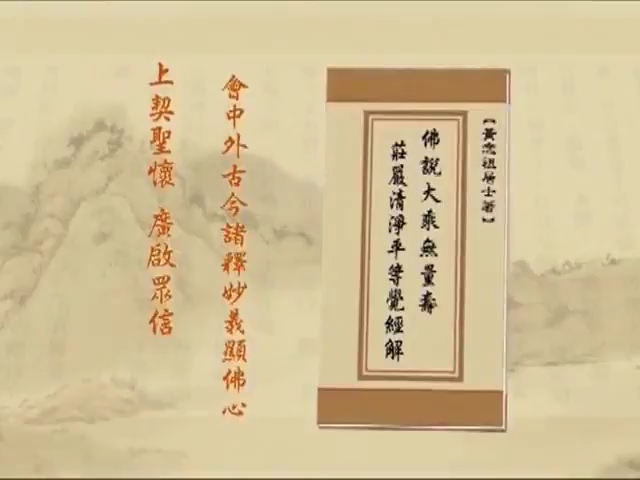 【黃念祖居士著】
佛說大乘無量壽
莊嚴清淨平等覺經解
會中外古今諸釋妙義顯佛心
上契聖懷 廣啟眾信